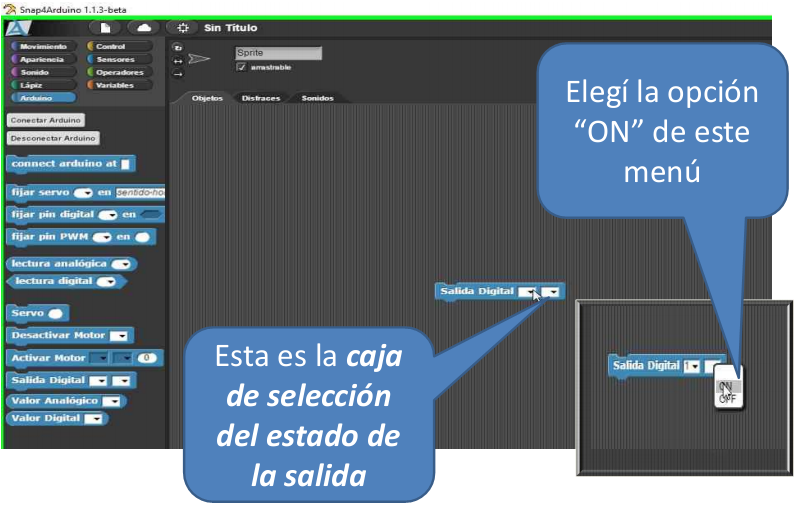 Snap4Arduino 1.1.3-beta
Sin Título
Movimiento
Control
Apariencia
Sensores
Sonido
Operadores
Lápiz
Variables
Arduino
Sprite
arrastrable
Objetos
Disfraces
Sonidos
Conectar Arduino
Desconectar Arduino
connect arduino at
fijar servo en sentido-ho
fijar pin digital en
fijar pin PWM en
lectura analógica
lectura digital
Servo
Desactivar Motor
Activar Motor 0
Salida Digital
Valor Analógico
Valor Digital
Salida Digital
Esta es la caja
de selección
del estado de
la salida
Elegí la opción
“ON” de este
menú
Salida Digital 1
ON
OFF